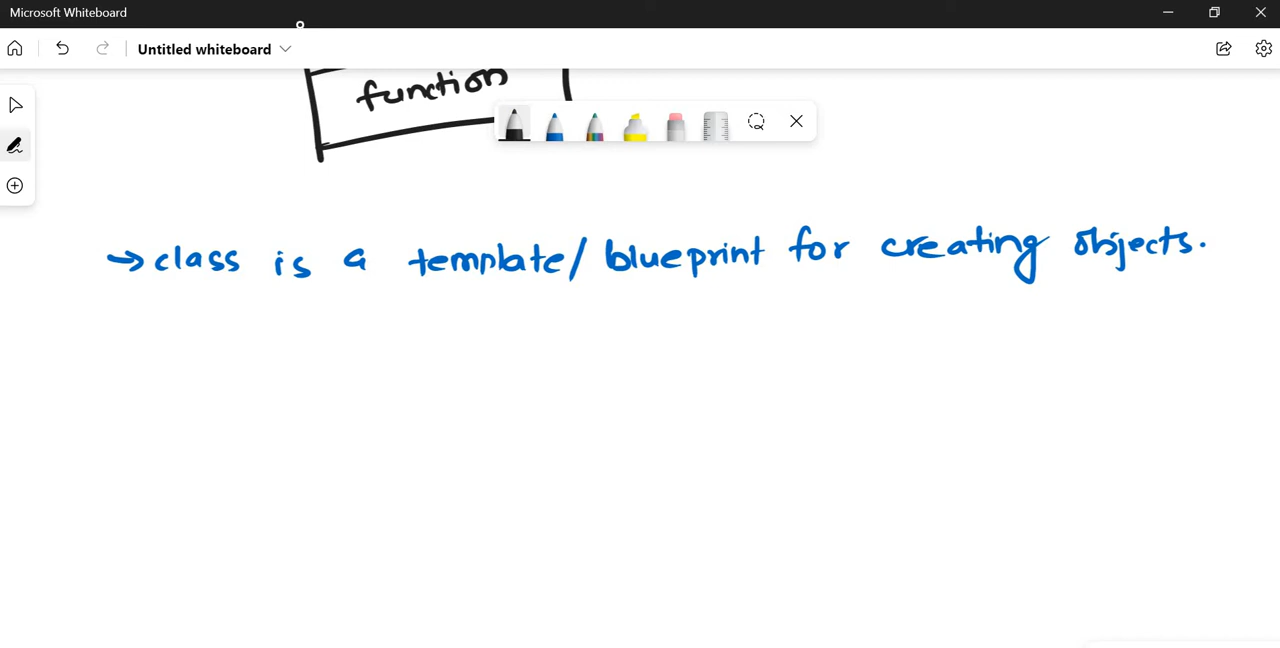 Microsoft Whiteboard
Untitled whiteboard
function
→ class is a template/ blueprint for creating objects.